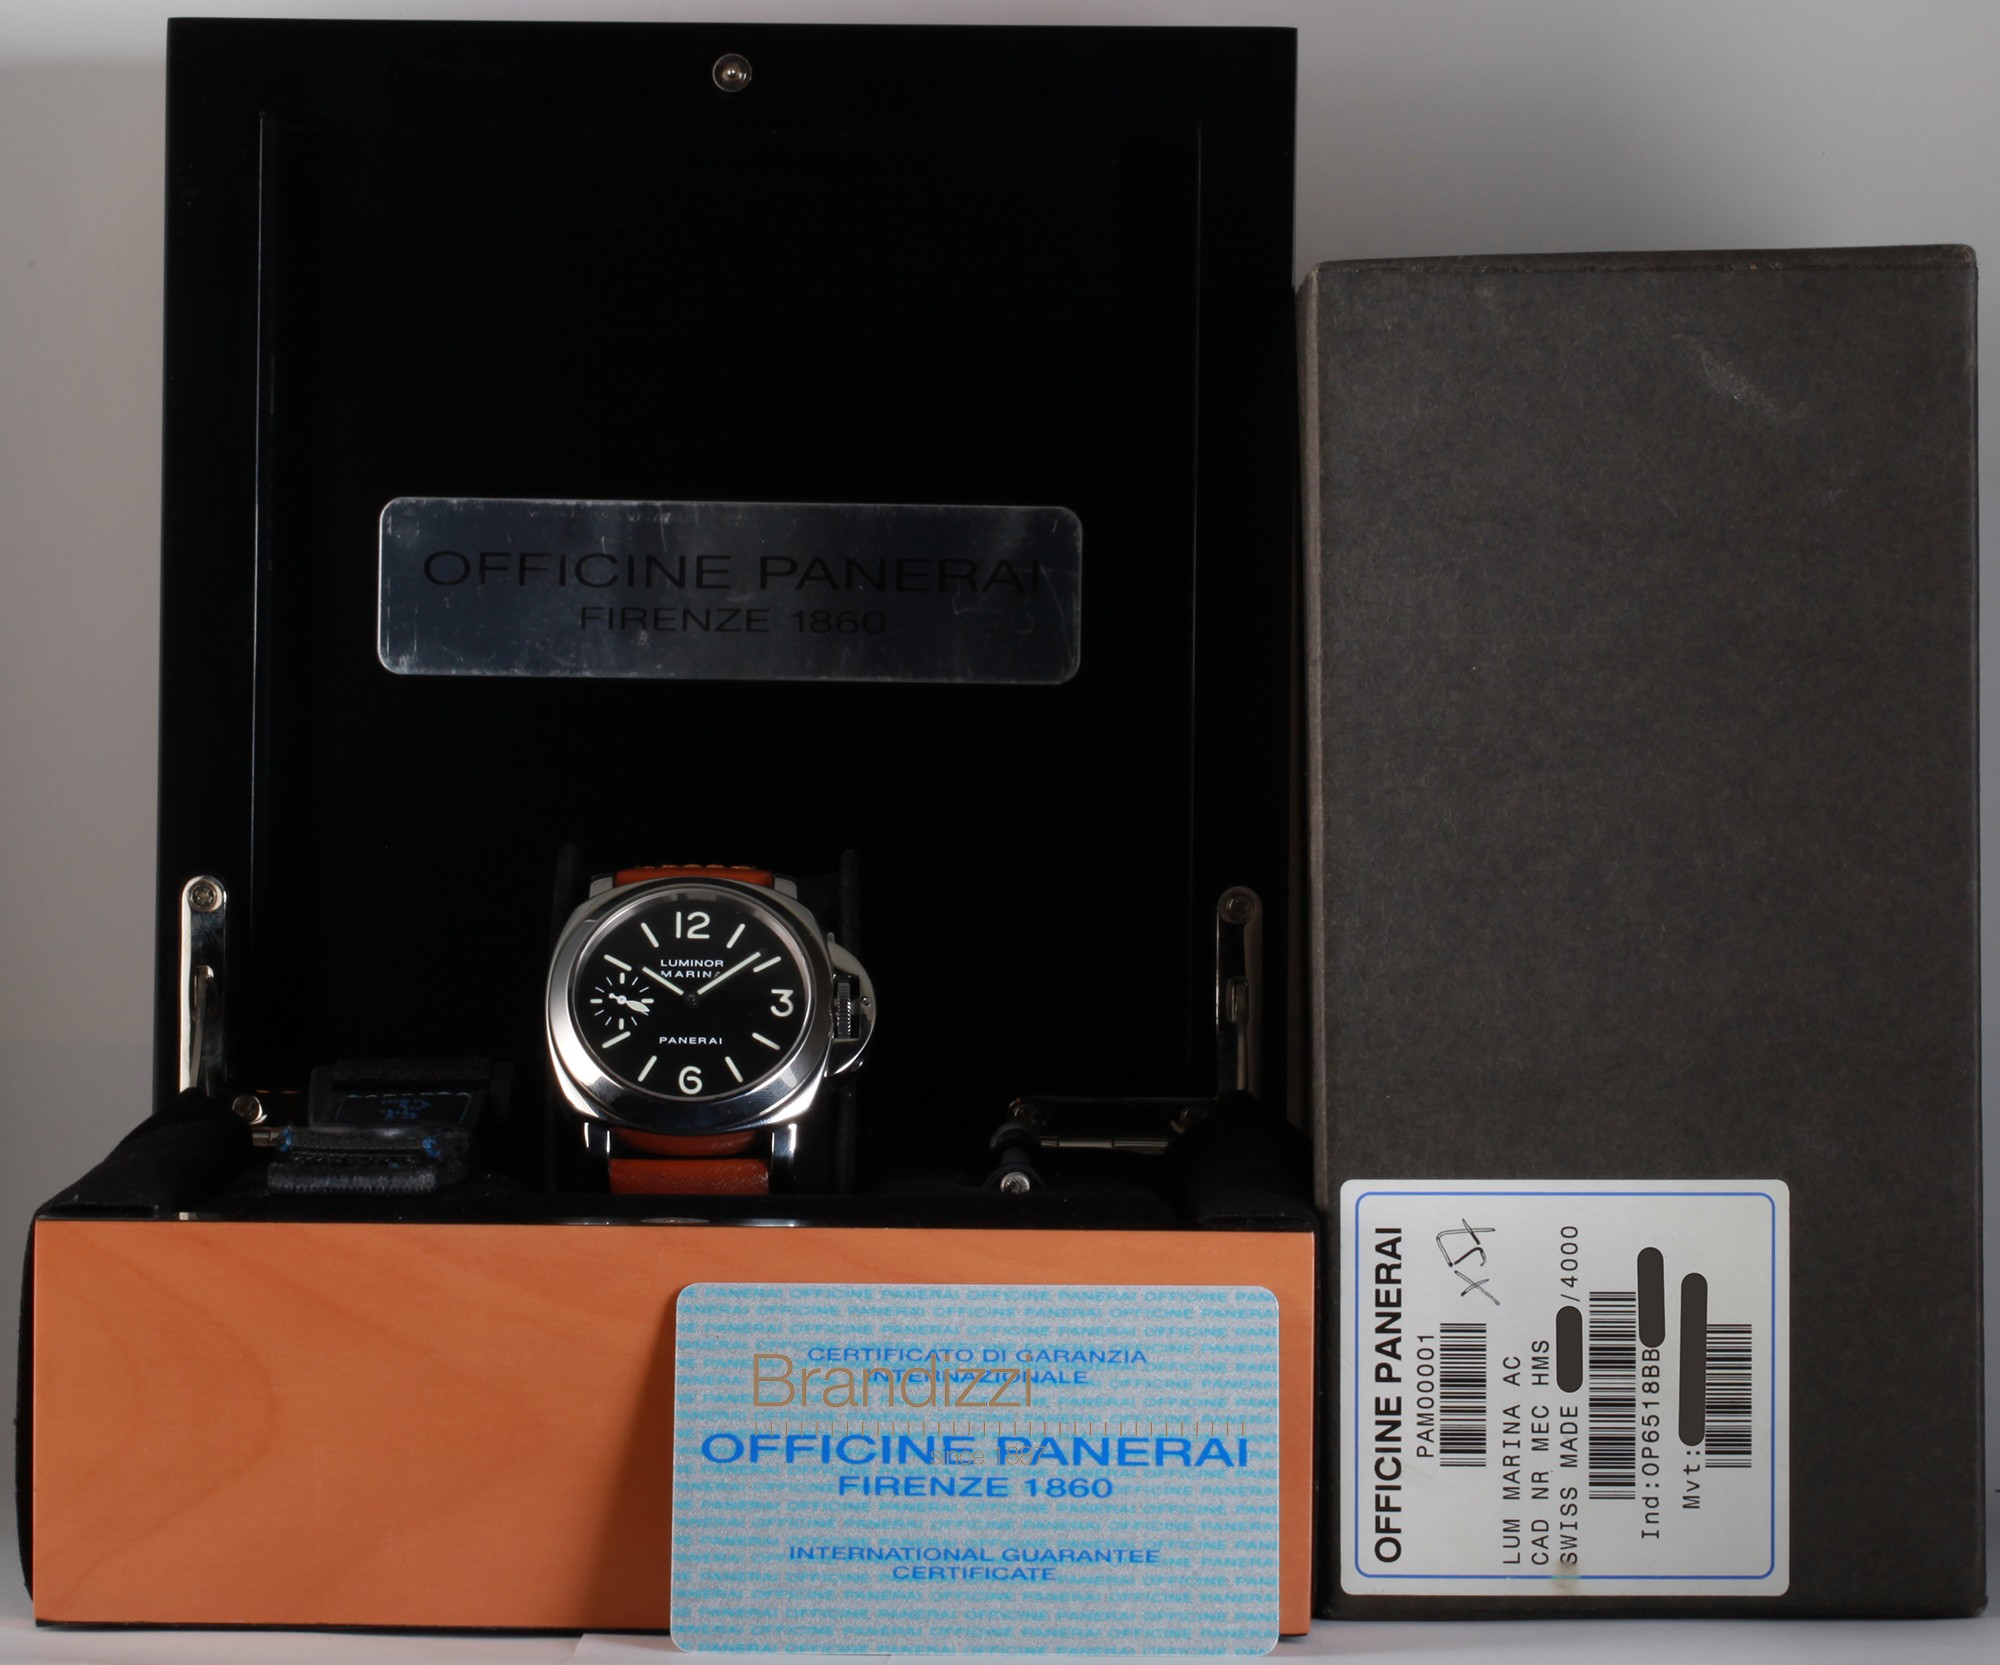 OFFICINE PANERAI
FIRENZE 1860
12
LUMINOR
MARINA
3
PANERAI
6
CERTIFICATO DI GARANZIA
INTERNAZIONALE
Brandizzi
OFFICINE PANERAI
FIRENZE 1860
INTERNATIONAL GUARANTEE
CERTIFICATE
OFFICINE PANERAI
PAM00001
LUM MARINA AC
CAD NR MEC HMS
SWISS MADE /4000
Ind:OP6518BB
Mvt: